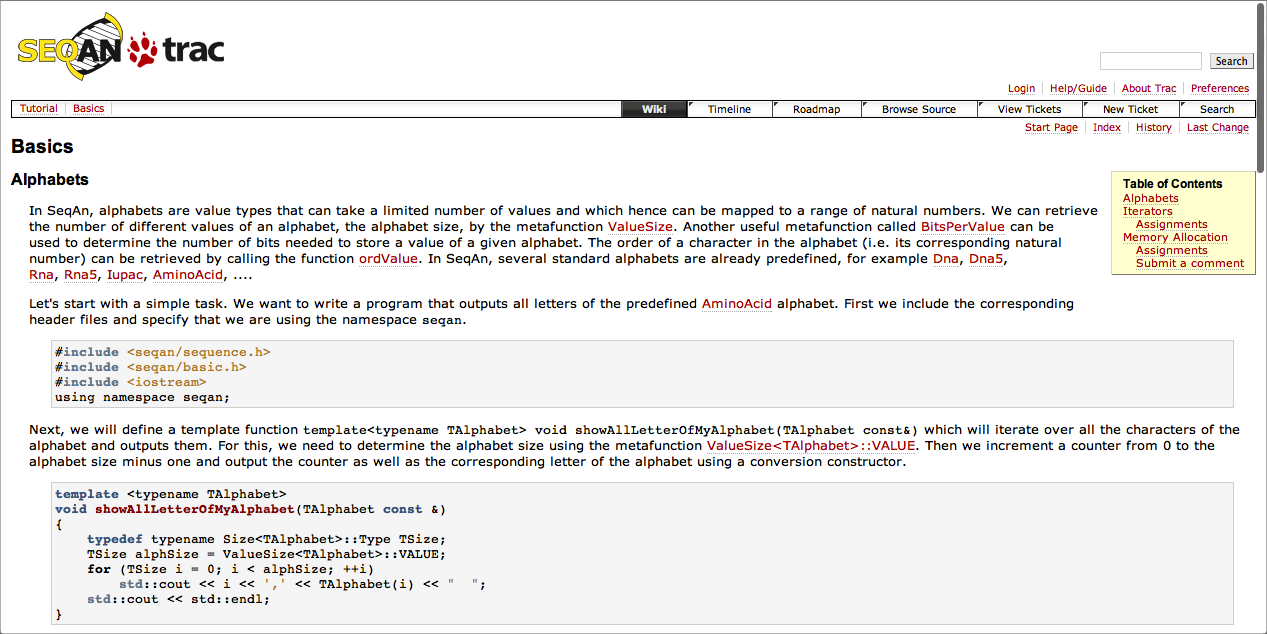 SEQAN trac
Search
Login Help/Guide About Trac Preferences
Tutorial Basics Wiki Timeline Roadmap Browse Source View Tickets New Ticket Search
Start Page Index History Last Change
Basics
Alphabets
Table of Contents
Alphabets
Iterators
Assignments
Memory Allocation
Assignments
Submit a comment
In SeqAn, alphabets are value types that can take a limited number of values and which hence can be mapped to a range of natural numbers. We can retrieve
the number of different values of an alphabet, the alphabet size, by the metafunction ValueSize. Another useful metafunction called BitsPerValue can be
used to determine the number of bits needed to store a value of a given alphabet. The order of a character in the alphabet (i.e. its corresponding natural
number) can be retrieved by calling the function ordValue. In SeqAn, several standard alphabets are already predefined, for example Dna, Dna5,
Rna, Rna5, Iupac, AminoAcid, ....
Let's start with a simple task. We want to write a program that outputs all letters of the predefined AminoAcid alphabet. First we include the corresponding
header files and specify that we are using the namespace seqan.
#include <seqan/sequence.h>
#include <seqan/basic.h>
#include <iostream>
using namespace seqan;
Next, we will define a template function template<typename TAlphabet> void showAllLetterOfMyAlphabet(TAlphabet const&) which will iterate over all the characters of the
alphabet and outputs them. For this, we need to determine the alphabet size using the metafunction ValueSize<TAlphabet>::VALUE. Then we increment a counter from 0 to the
alphabet size minus one and output the counter as well as the corresponding letter of the alphabet using a conversion constructor.
template <typename TAlphabet>
void showAllLetterOfMyAlphabet(TAlphabet const &)
{
    typedef typename Size<TAlphabet>::Type TSize;
    TSize alphSize = ValueSize<TAlphabet>::VALUE;
    for (TSize i = 0; i < alphSize; ++i)
        std::cout << i << ',' << TAlphabet(i) << "  ";
    std::cout << std::endl;
}